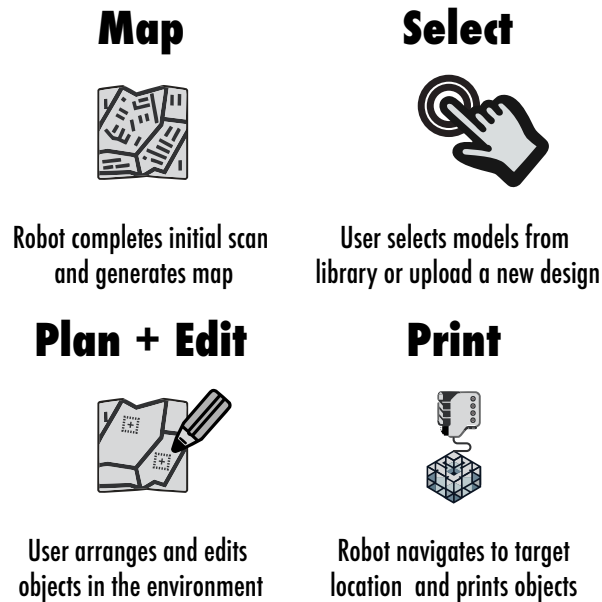 Map
Robot completes initial scan
and generates map
Select
User selects models from
library or upload a new design
Plan + Edit
User arranges and edits
objects in the environment
Print
Robot navigates to target
location and prints objects